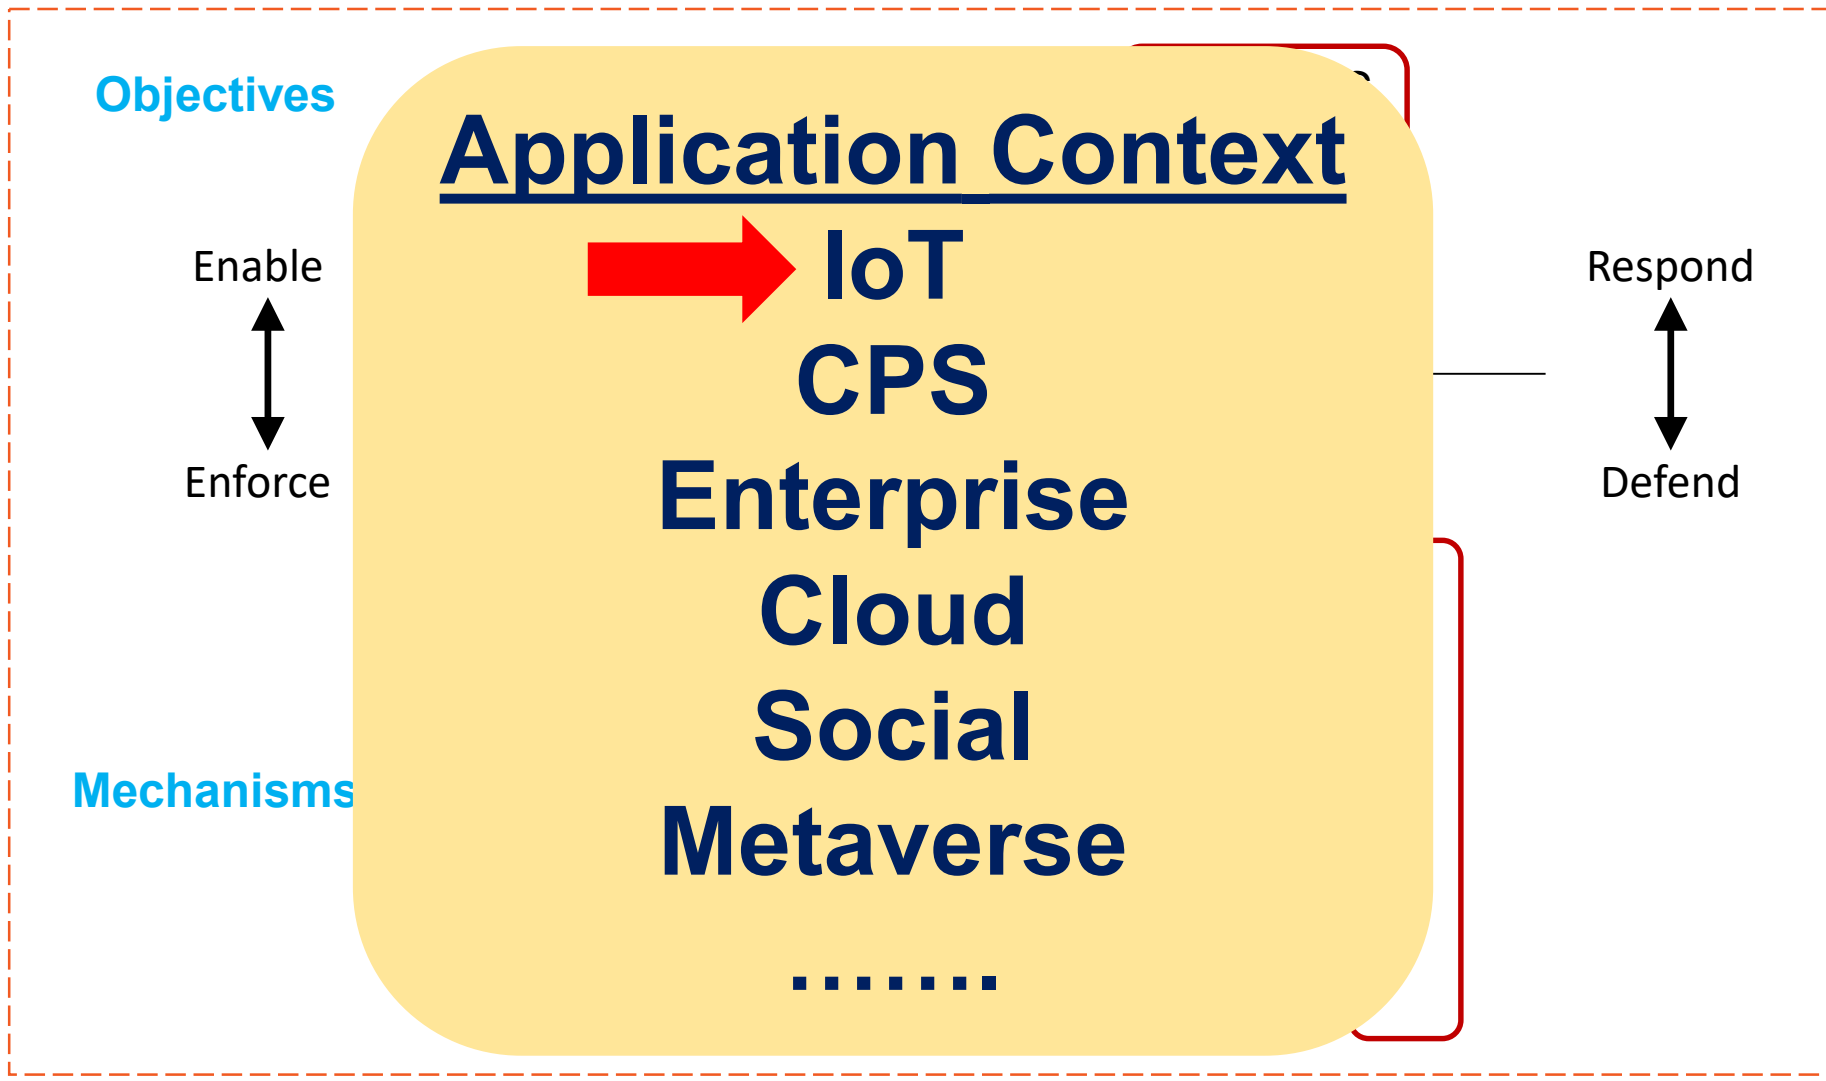 Objectives
Application Context
Enable
IoT
Respond
CPS
Enforce
Enterprise
Defend
Cloud
Social
Mechanisms
Metaverse
.......